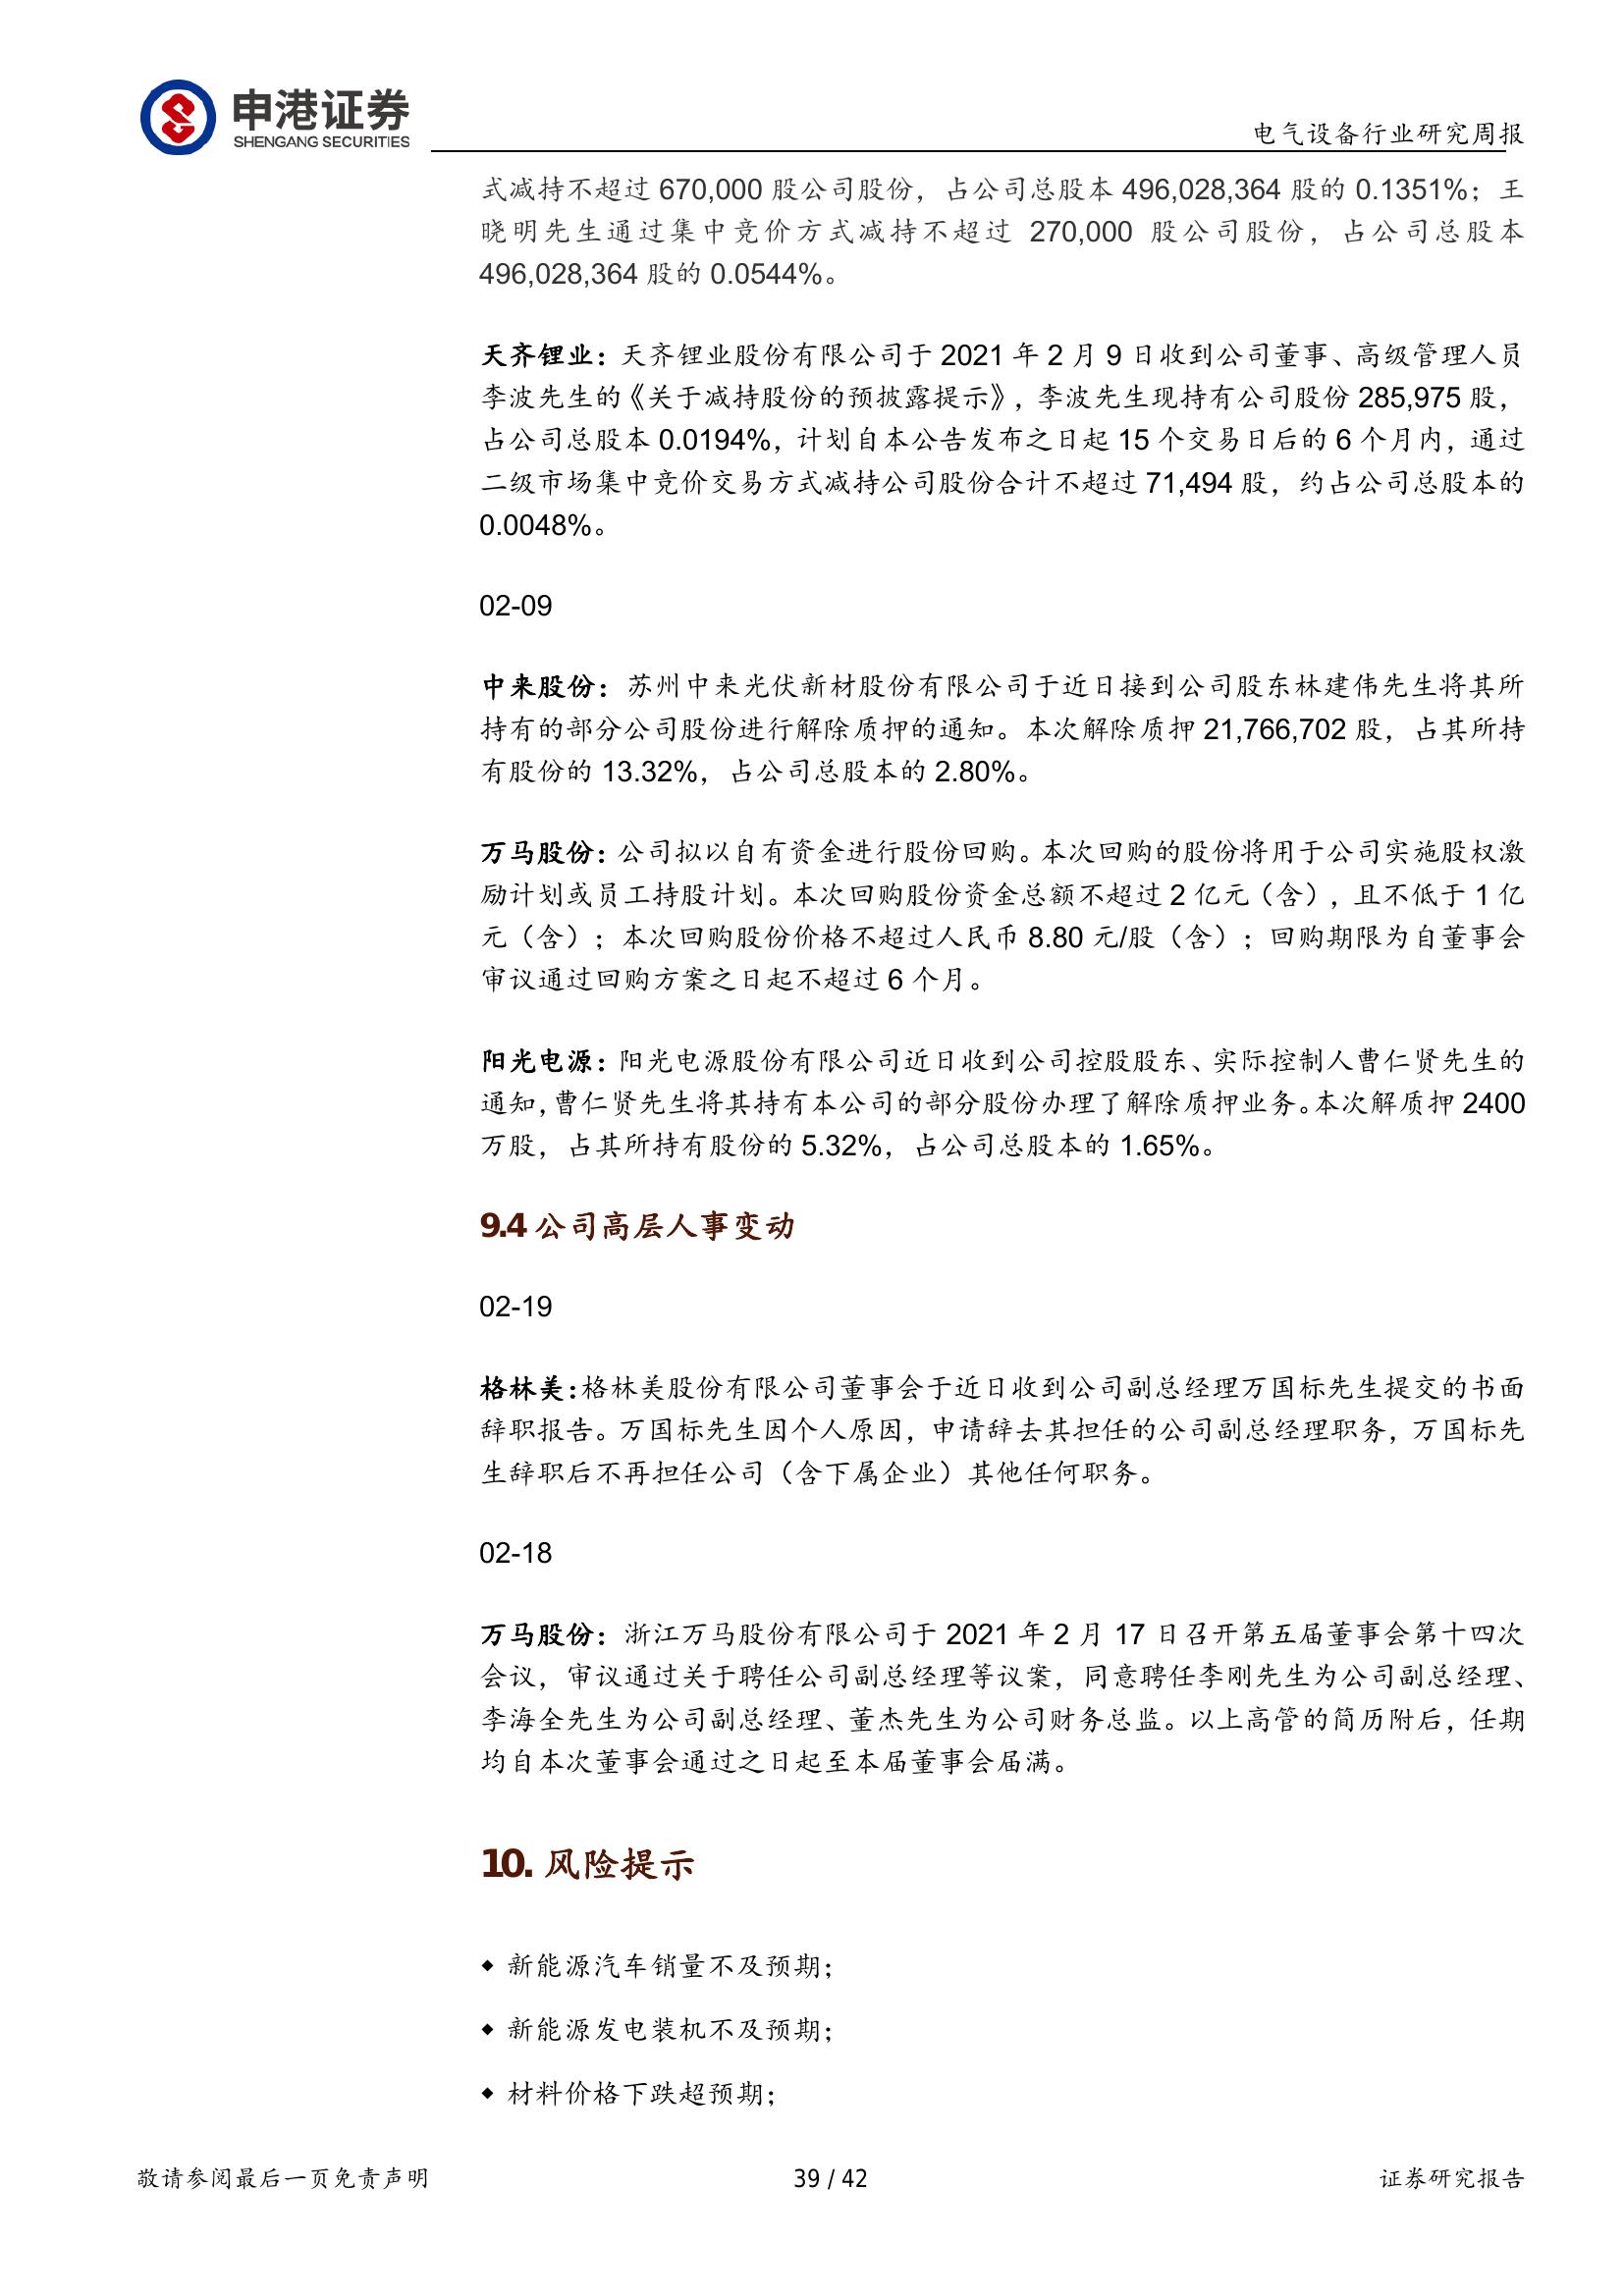 申港证券
SHENGANG SECURITIES
电气设备行业研究周报
式减持不超过 670,000 股公司股份，占公司总股本 496,028,364 股的 0.1351%；王
晓明先生通过集中竞价方式减持不超过 270,000 股公司股份，占公司总股本
496,028,364 股的 0.0544%。
天齐锂业：天齐锂业股份有限公司于 2021 年 2 月 9 日收到公司董事、高级管理人员
李波先生的《关于减持股份的预披露提示》，李波先生现持有公司股份 285,975 股，
占公司总股本 0.0194%，计划自本公告发布之日起 15 个交易日后的 6 个月内，通过
二级市场集中竞价交易方式减持公司股份合计不超过 71,494 股，约占公司总股本的
0.0048%。
02-09
中来股份：苏州中来光伏新材股份有限公司于近日接到公司股东林建伟先生将其所
持有的部分公司股份进行解除质押的通知。本次解除质押 21,766,702 股，占其所持
有股份的 13.32%，占公司总股本的 2.80%。
万马股份：公司拟以自有资金进行股份回购。本次回购的股份将用于公司实施股权激
励计划或员工持股计划。本次回购股份资金总额不超过 2 亿元（含），且不低于 1 亿
元（含）；本次回购股份价格不超过人民币 8.80 元/股（含）；回购期限为自董事会
审议通过回购方案之日起不超过 6 个月。
阳光电源：阳光电源股份有限公司近日收到公司控股股东、实际控制人曹仁贤先生的
通知，曹仁贤先生将其持有本公司的部分股份办理了解除质押业务。本次解质押 2400
万股，占其所持有股份的 5.32%，占公司总股本的 1.65%。
9.4 公司高层人事变动
02-19
格林美：格林美股份有限公司董事会于近日收到公司副总经理万国标先生提交的书面
辞职报告。万国标先生因个人原因，申请辞去其担任的公司副总经理职务，万国标先
生辞职后不再担任公司（含下属企业）其他任何职务。
02-18
万马股份：浙江万马股份有限公司于 2021 年 2 月 17 日召开第五届董事会第十四次
会议，审议通过关于聘任公司副总经理等议案，同意聘任李刚先生为公司副总经理、
李海全先生为公司副总经理、董杰先生为公司财务总监。以上高管的简历附后，任期
均自本次董事会通过之日起至本届董事会届满。
10. 风险提示
◆ 新能源汽车销量不及预期；
◆ 新能源发电装机不及预期；
◆ 材料价格下跌超预期；
敬请参阅最后一页免责声明
39 / 42
证券研究报告